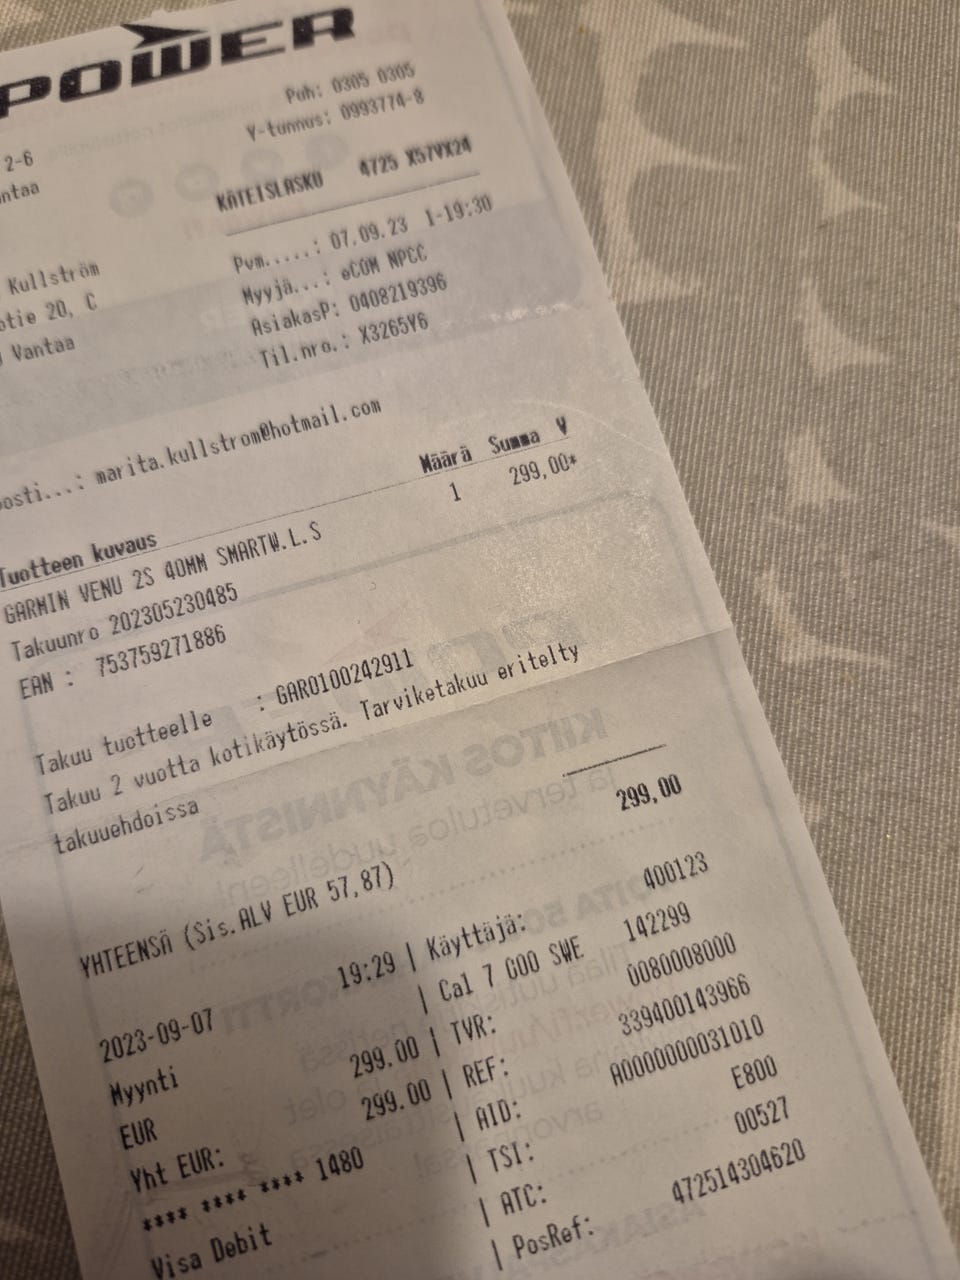 POWER
Puh: 0305 0305
Y-tunnus: 0993774-8
2-6
ntaa
KÄTEISLASKU 4725 X57VX24
Pvm.....: 07.09.23 1-19:30
Myyjä...: eCOM NPCC
AsiakasP: 0408219396
Til.nro.: X3265Y6
Kullström
otie 20, C
Vantaa
osti...: marita.kullstrom@hotmail.com
Tuotteen kuvaus Määrä Summa V
GARMIN VENU 2S 40MM SMARTW.L.S 1 299,00*
Takuunro 202305230485
EAN : 753759271886
Takuu tuotteelle : GARO100242911
Takuu 2 vuotta kotikäytössä. Tarviketakuu eritelty
takuuehdoissa
YHTEENSÄ (Sis.ALV EUR 57,87) 299,00
2023-09-07 19:29 | Käyttäjä: 400123
Myynti | Ca1 7 G00 SWE 142299
EUR 299.00 | TVR: 0080008000
Yht EUR: 299.00 | REF: 339400143966
**** **** **** 1480 | AID: A0000000031010
Visa Debit | TSI: E800
| ATC: 00527
| PosRef: 472514304620